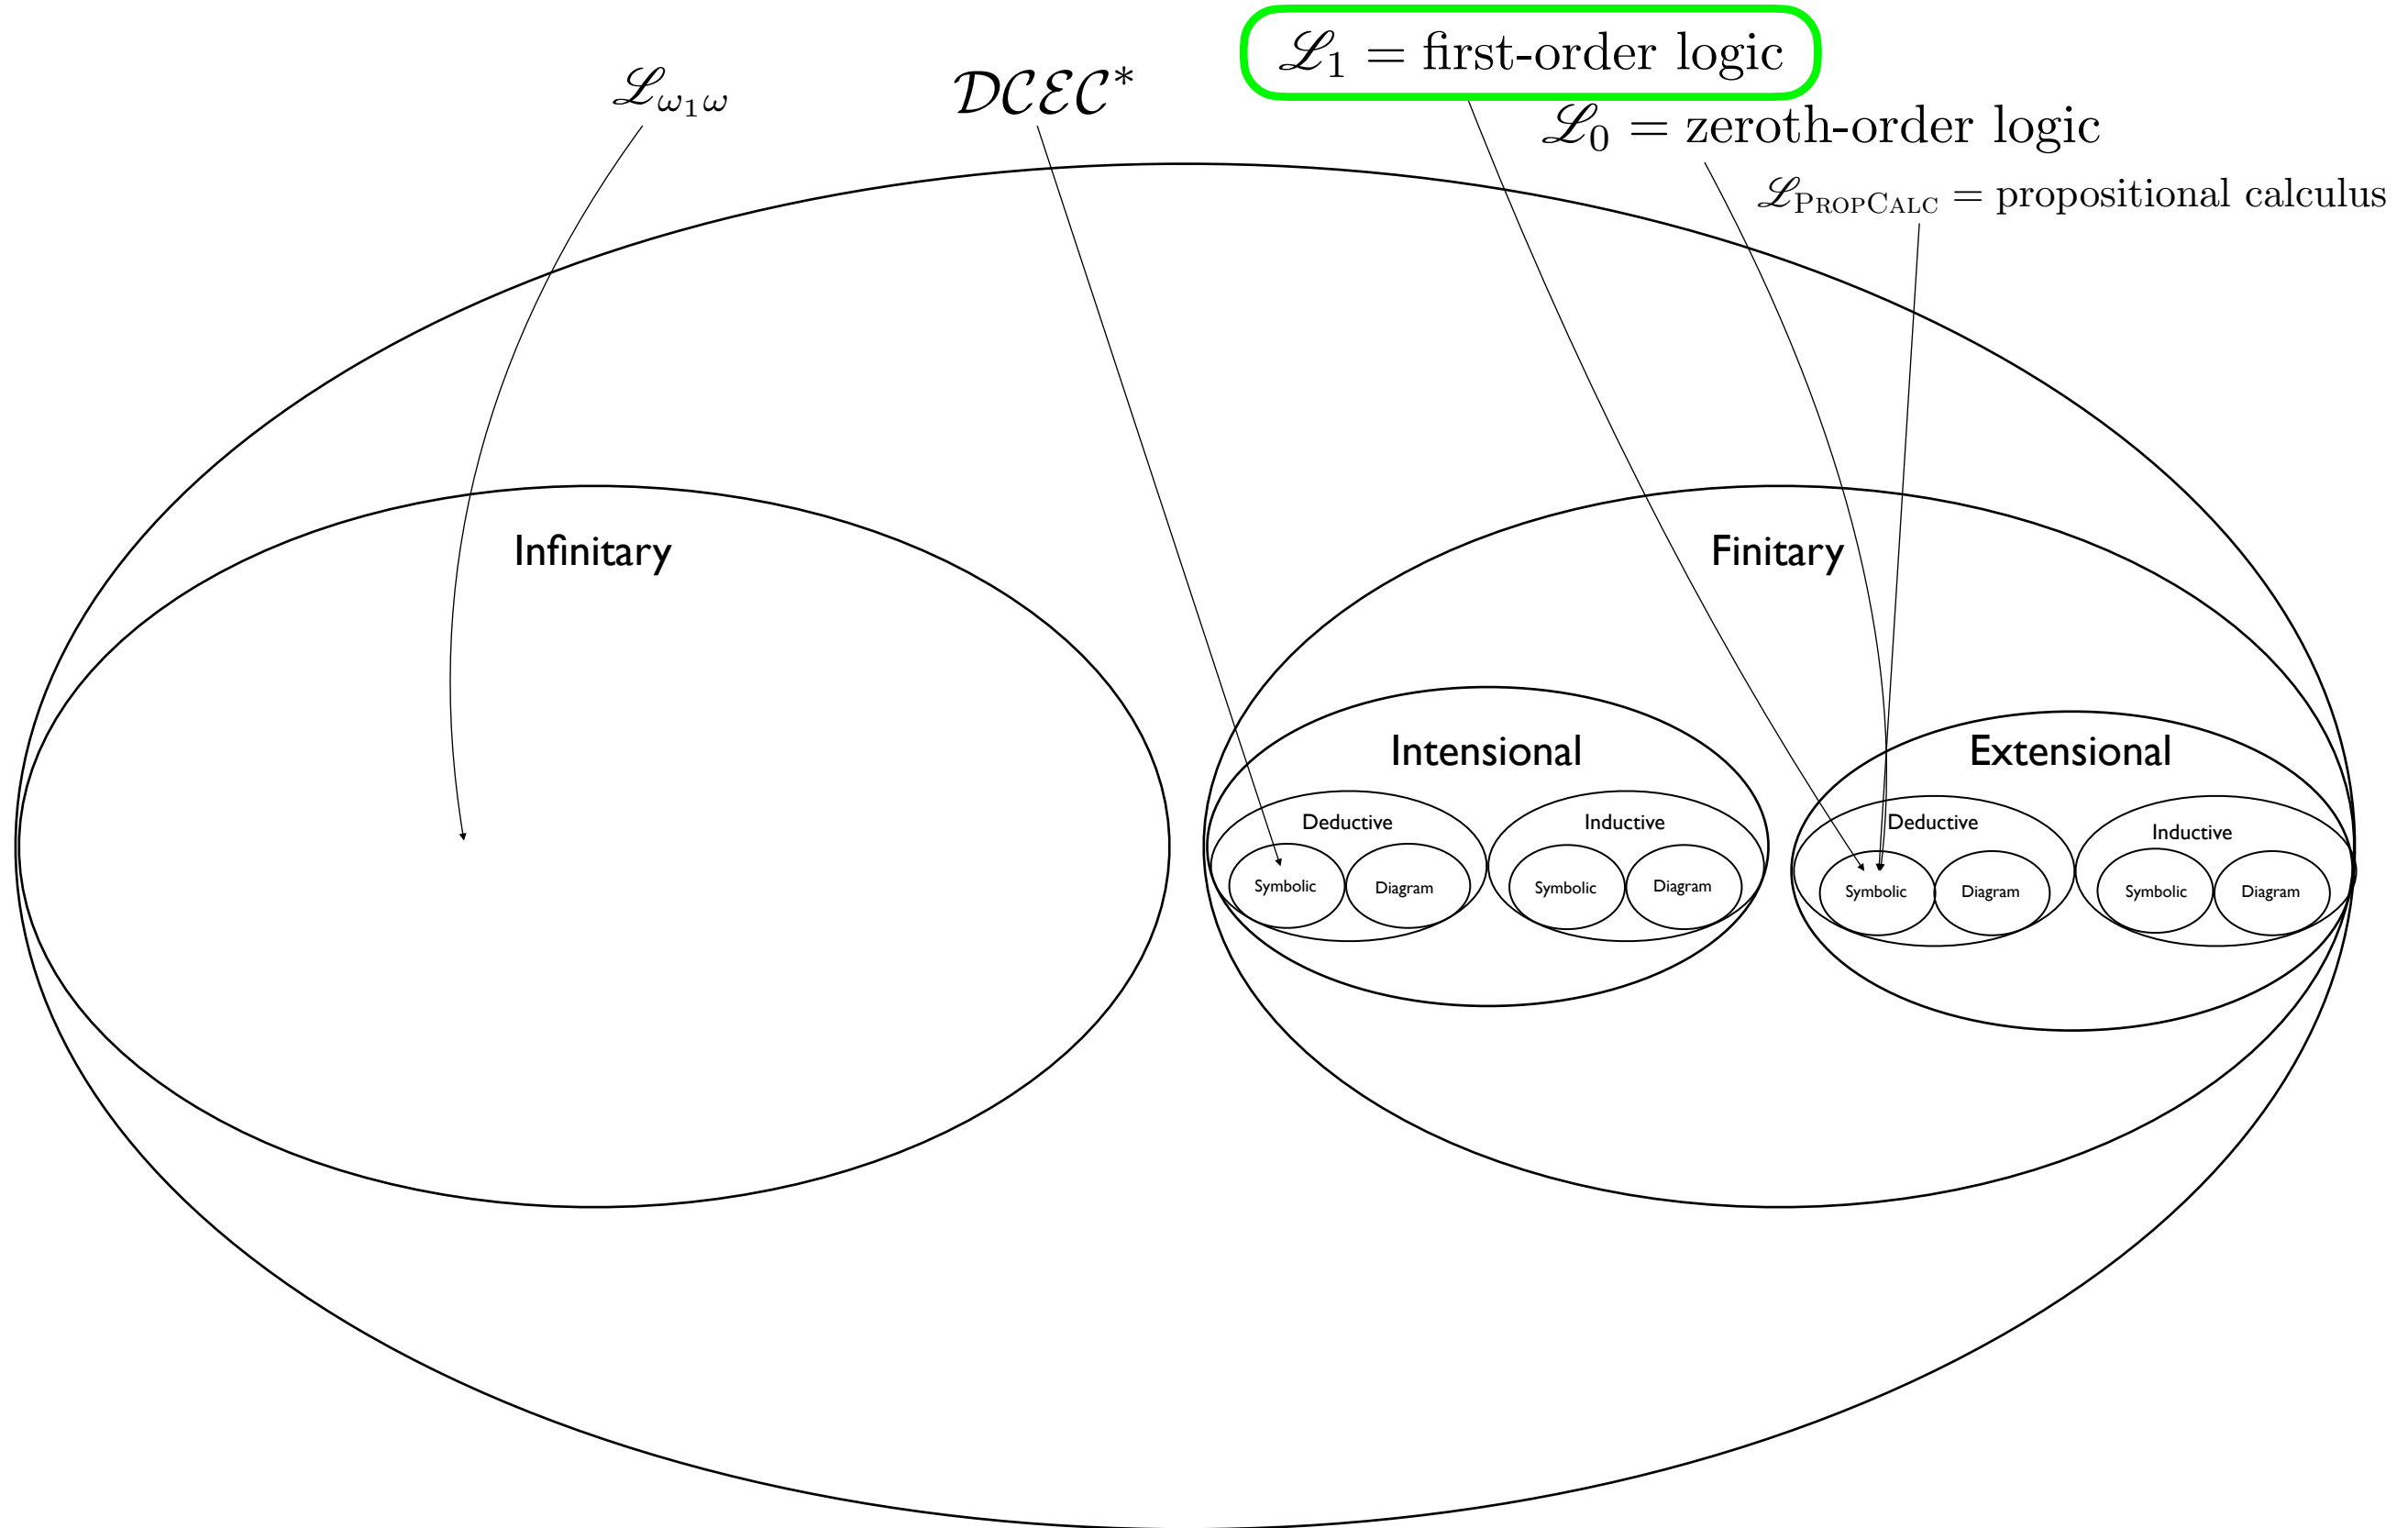 ℒ₁ = first-order logic
ℒ_{ω₁ω}
𝒟𝒞ℰ𝒞*
ℒ₀ = zeroth-order logic
ℒ_{PROPCALC} = propositional calculus
Infinitary
Finitary
Intensional
Extensional
Deductive
Inductive
Deductive
Inductive
Symbolic
Diagram
Symbolic
Diagram
Symbolic
Diagram
Symbolic
Diagram